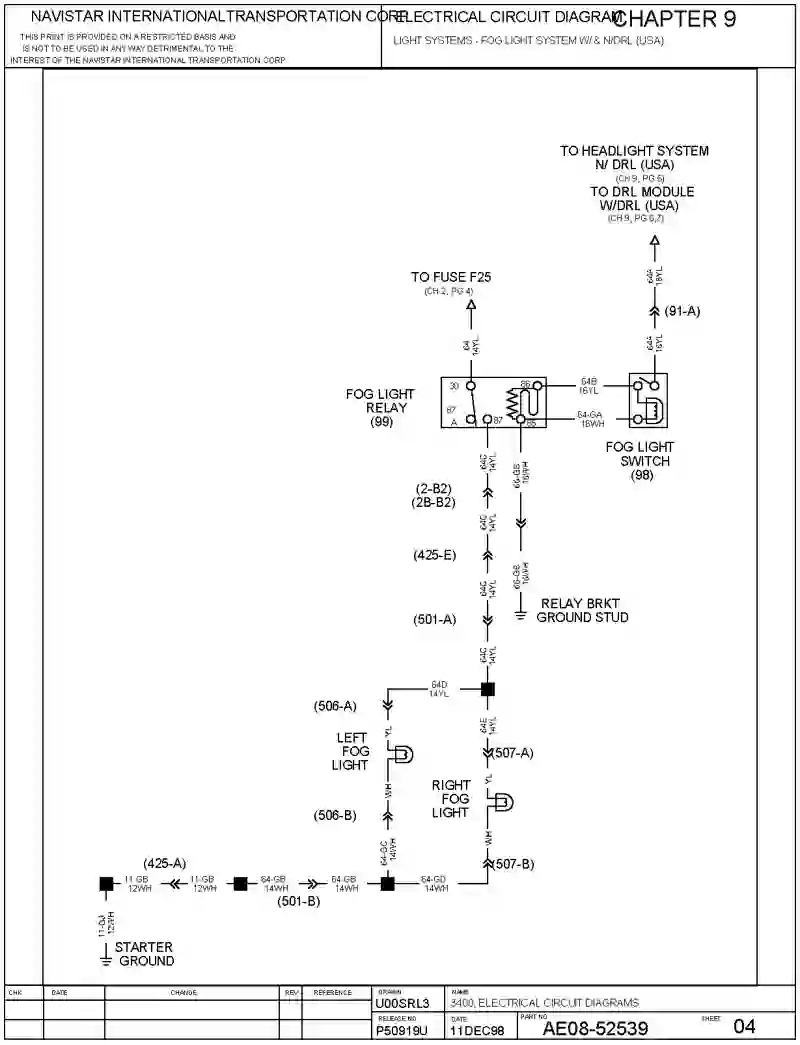 NAVISTAR INTERNATIONAL TRANSPORTATION CORP.
THIS PRINT IS PROVIDED ON A RESTRICTED BASIS AND
IS NOT TO BE USED IN ANY WAY DETRIMENTAL TO THE
INTEREST OF THE NAVISTAR INTERNATIONAL TRANSPORTATION CORP
ELECTRICAL CIRCUIT DIAGRAM
CHAPTER 9
LIGHT SYSTEMS - FOG LIGHT SYSTEM W/ & N/DRL (USA)
TO HEADLIGHT SYSTEM
N/ DRL (USA)
(CH 9, PG 6)
TO DRL MODULE
W/DRL (USA)
(CH 9, PG 6,7)
TO FUSE F25
(CH 2, PG 4)
64A
16YL
(91-A)
64A
16YL
64
14YL
30
86
87
A
87
85
64B
16YL
64-GA
16WH
FOG LIGHT
RELAY
(99)
FOG LIGHT
SWITCH
(98)
64C
14YL
66-GB
16WH
(2-B2)
(2B-B2)
64C
14YL
(425-E)
64C
14YL
66-GB
16WH
(501-A)
RELAY BRKT
GROUND STUD
64C
14YL
64D
14YL
(506-A)
64E
14YL
YL
LEFT
FOG
LIGHT
(507-A)
YL
WH
RIGHT
FOG
LIGHT
(506-B)
WH
64-GC
14WH
(507-B)
(425-A)
11-GB
12WH
11-GB
12WH
64-GB
14WH
64-GB
14WH
64-GD
14WH
(501-B)
11-GA
12WH
STARTER
GROUND
CHK
DATE
CHANGE
REV
REFERENCE
DRAWN
U00SRL3
NAME
3400, ELECTRICAL CIRCUIT DIAGRAMS
RELEASE NO
P50919U
DATE
11DEC98
PART NO
AE08-52539
SHEET
04